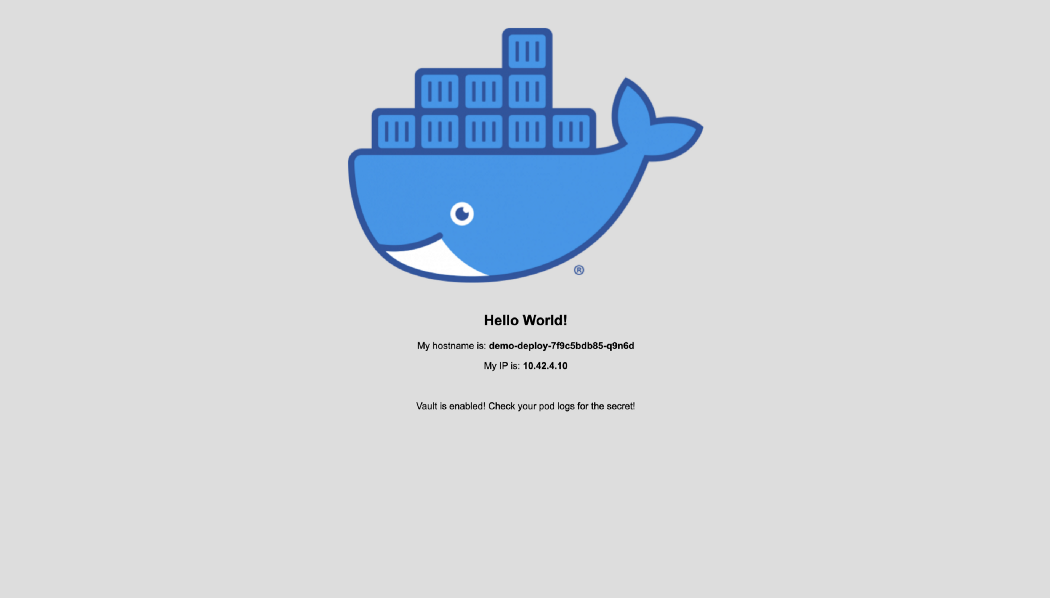 ®
Hello World!
My hostname is: demo-deploy-7f9c5bdb85-q9n6d
My IP is: 10.42.4.10
Vault is enabled! Check your pod logs for the secret!